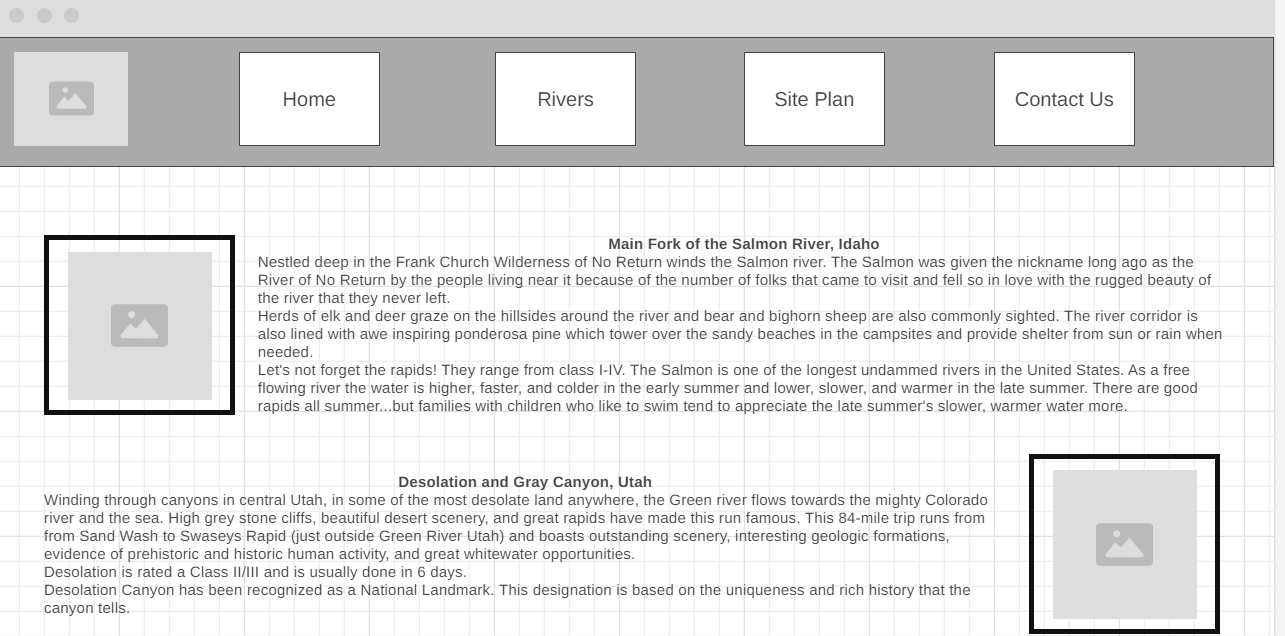 Home
Rivers
Site Plan
Contact Us
Main Fork of the Salmon River, Idaho
Nestled deep in the Frank Church Wilderness of No Return winds the Salmon river. The Salmon was given the nickname long ago as the
River of No Return by the people living near it because of the number of folks that came to visit and fell so in love with the rugged beauty of
the river that they never left.
Herds of elk and deer graze on the hillsides around the river and bear and bighorn sheep are also commonly sighted. The river corridor is
also lined with awe inspiring ponderosa pine which tower over the sandy beaches in the campsites and provide shelter from sun or rain when
needed.
Let's not forget the rapids! They range from class I-IV. The Salmon is one of the longest undammed rivers in the United States. As a free
flowing river the water is higher, faster, and colder in the early summer and lower, slower, and warmer in the late summer. There are good
rapids all summer...but families with children who like to swim tend to appreciate the late summer's slower, warmer water more.
Desolation and Gray Canyon, Utah
Winding through canyons in central Utah, in some of the most desolate land anywhere, the Green river flows towards the mighty Colorado
river and the sea. High grey stone cliffs, beautiful desert scenery, and great rapids have made this run famous. This 84-mile trip runs from
from Sand Wash to Swaseys Rapid (just outside Green River Utah) and boasts outstanding scenery, interesting geologic formations,
evidence of prehistoric and historic human activity, and great whitewater opportunities.
Desolation is rated a Class II/III and is usually done in 6 days.
Desolation Canyon has been recognized as a National Landmark. This designation is based on the uniqueness and rich history that the
canyon tells.